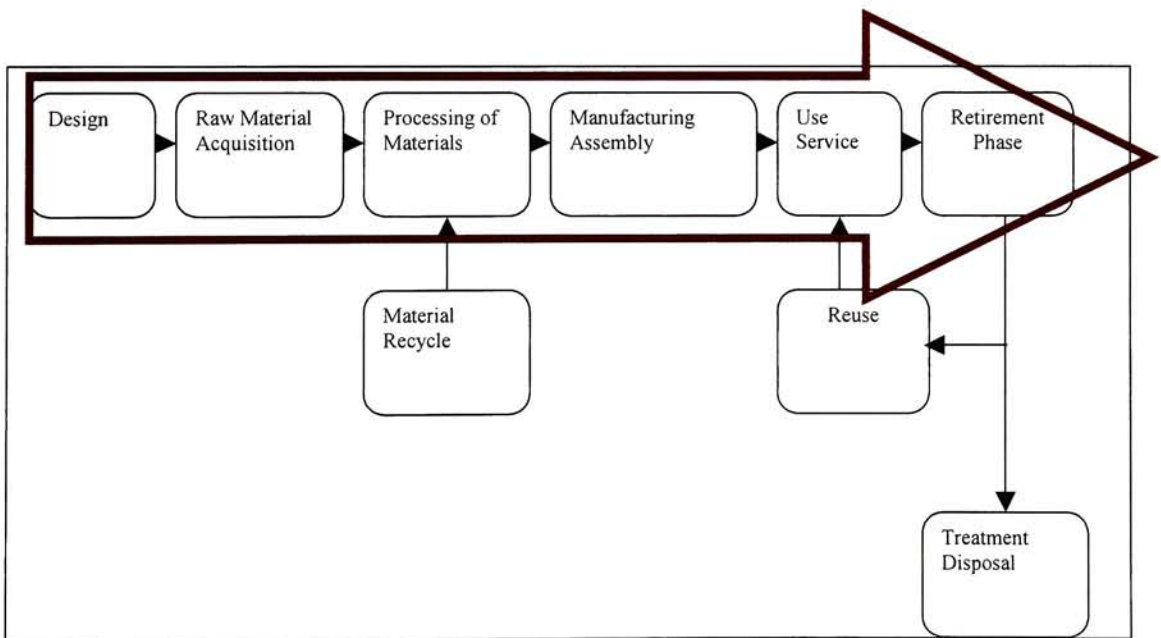 Design
Raw Material
Acquisition
Processing of
Materials
Manufacturing
Assembly
Use
Service
Retirement
Phase
Material
Recycle
Reuse
Treatment
Disposal